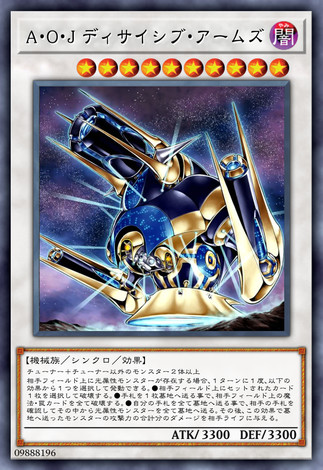 A・O・J ディサイシブ・アームズ
闇
やみ
【機械族／シンクロ／効果】
チューナー＋チューナー以外のモンスター２体以上
相手フィールド上に光属性モンスターが存在する場合、１ターンに１度、以下の
効果から１つを選択して発動できる。●相手フィールド上にセットされたカード
１枚を選択して破壊する。●手札を１枚墓地へ送る事で、相手フィールド上の魔
法・罠カードを全て破壊する。●自分の手札を全て墓地へ送る事で、相手の手札を
確認してその中から光属性モンスターを全て墓地へ送る。その後、この効果で墓
地へ送ったモンスターの攻撃力の合計分のダメージを相手ライフに与える。
ATK/ 3300 DEF/ 3300
09888196